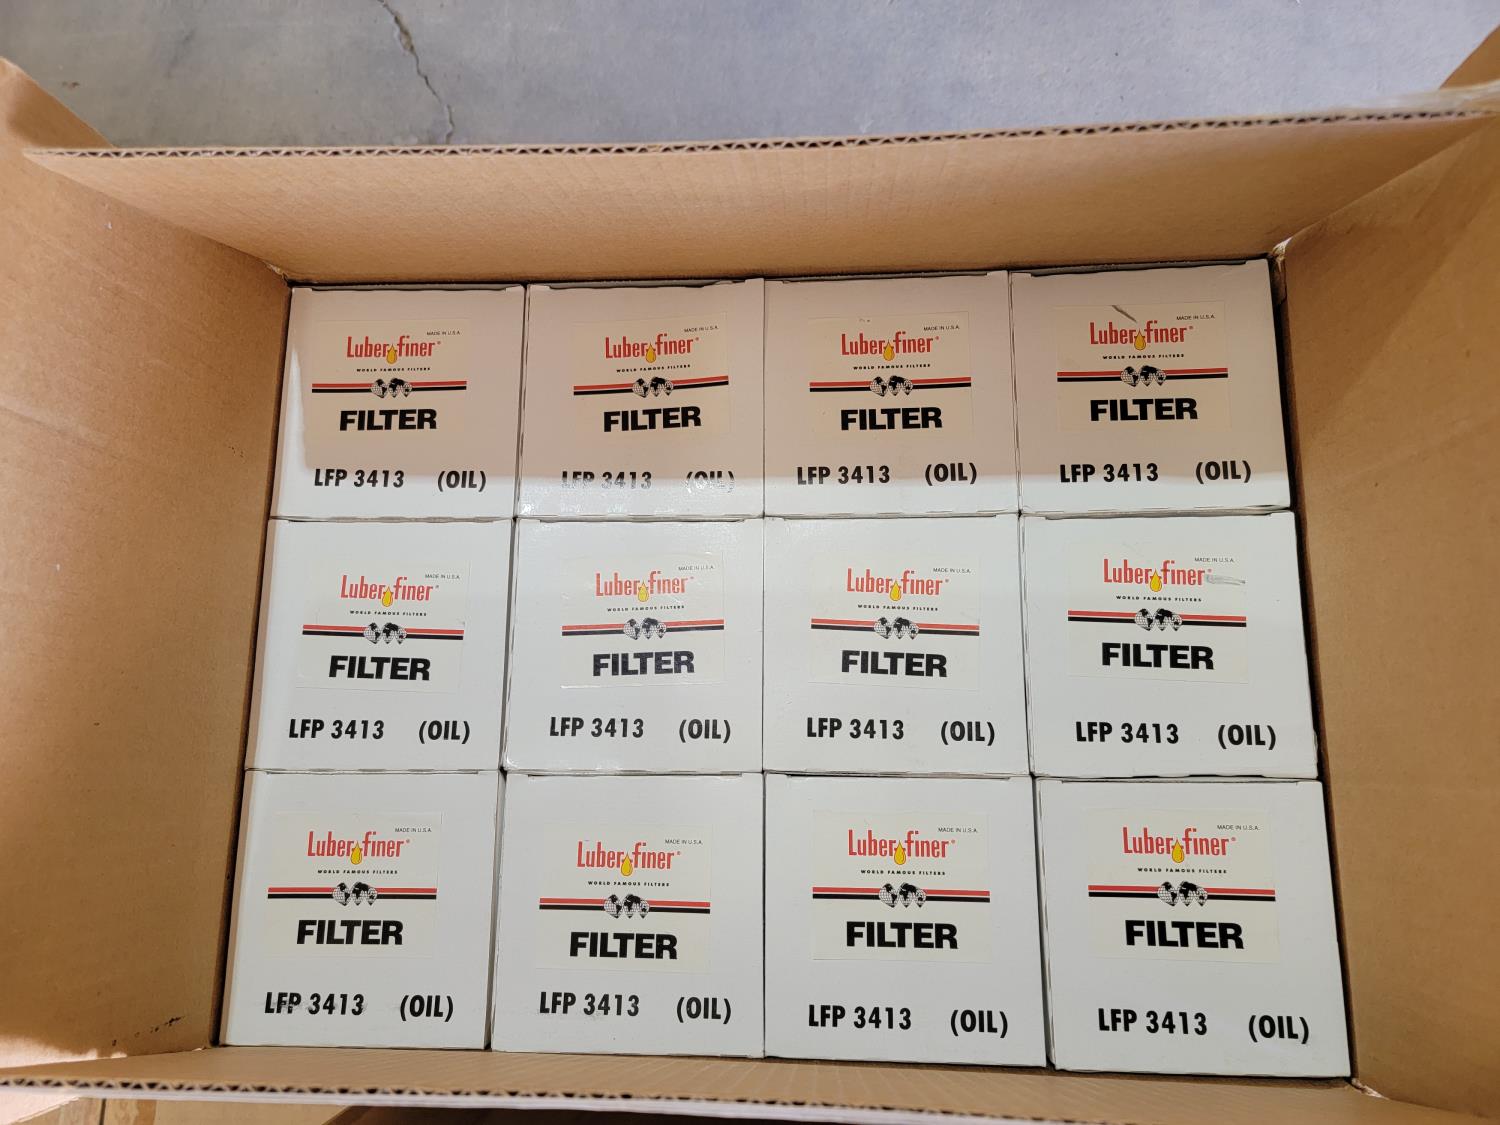 MADE IN U.S.A.
Luber-finer®
WORLD FAMOUS FILTERS
FILTER
LFP 3413 (OIL)
MADE IN U.S.A.
Luber-finer®
WORLD FAMOUS FILTERS
FILTER
LFP 3413 (OIL)
MADE IN U.S.A.
Luber-finer®
WORLD FAMOUS FILTERS
FILTER
LFP 3413 (OIL)
MADE IN U.S.A.
Luber-finer®
WORLD FAMOUS FILTERS
FILTER
LFP 3413 (OIL)
MADE IN U.S.A.
Luber-finer®
WORLD FAMOUS FILTERS
FILTER
LFP 3413 (OIL)
MADE IN U.S.A.
Luber-finer®
WORLD FAMOUS FILTERS
FILTER
LFP 3413 (OIL)
MADE IN U.S.A.
Luber-finer®
WORLD FAMOUS FILTERS
FILTER
LFP 3413 (OIL)
MADE IN U.S.A.
Luber-finer®
WORLD FAMOUS FILTERS
FILTER
LFP 3413 (OIL)
MADE IN U.S.A.
Luber-finer®
WORLD FAMOUS FILTERS
FILTER
LFP 3413 (OIL)
MADE IN U.S.A.
Luber-finer®
WORLD FAMOUS FILTERS
FILTER
LFP 3413 (OIL)
MADE IN U.S.A.
Luber-finer®
WORLD FAMOUS FILTERS
FILTER
LFP 3413 (OIL)
MADE IN U.S.A.
Luber-finer®
WORLD FAMOUS FILTERS
FILTER
LFP 3413 (OIL)